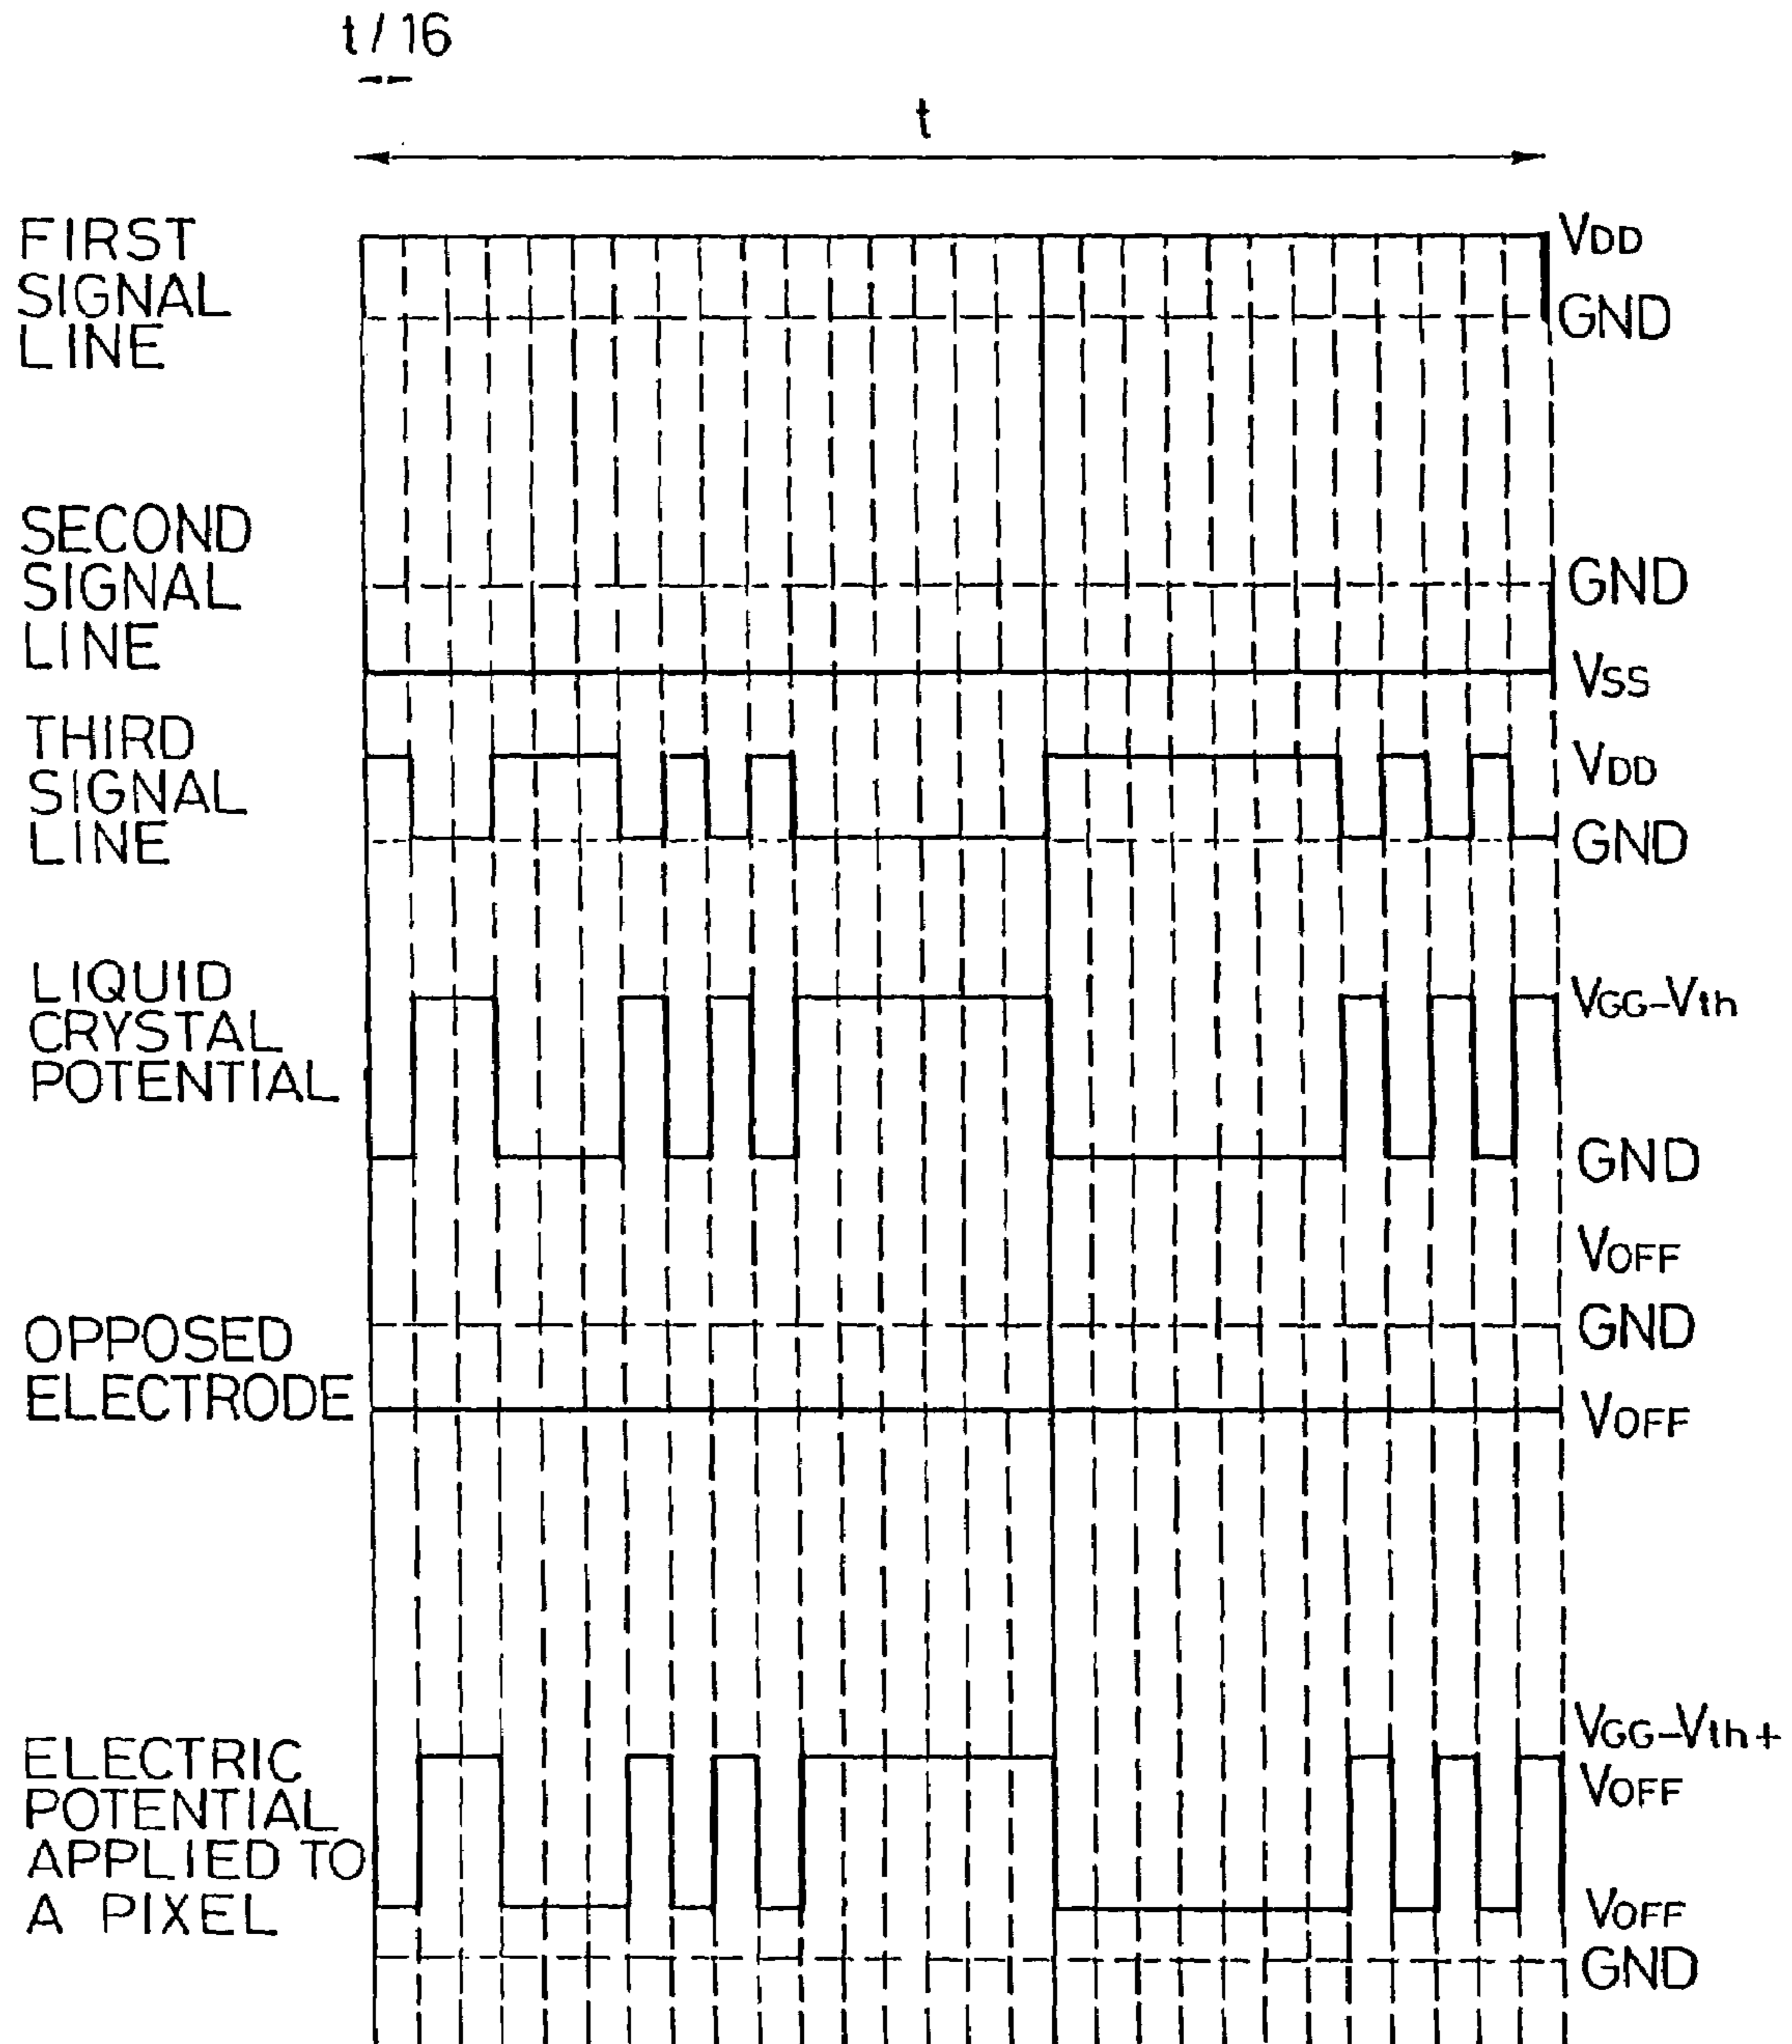 t/16
t
FIRST
SIGNAL
LINE
VDD
GND
SECOND
SIGNAL
LINE
GND
VSS
THIRD
SIGNAL
LINE
VDD
GND
LIQUID
CRYSTAL
POTENTIAL
VGG-Vth
GND
VOFF
OPPOSED
ELECTRODE
GND
VOFF
ELECTRIC
POTENTIAL
APPLIED TO
A PIXEL
VGG-Vth+
VOFF
VOFF
GND